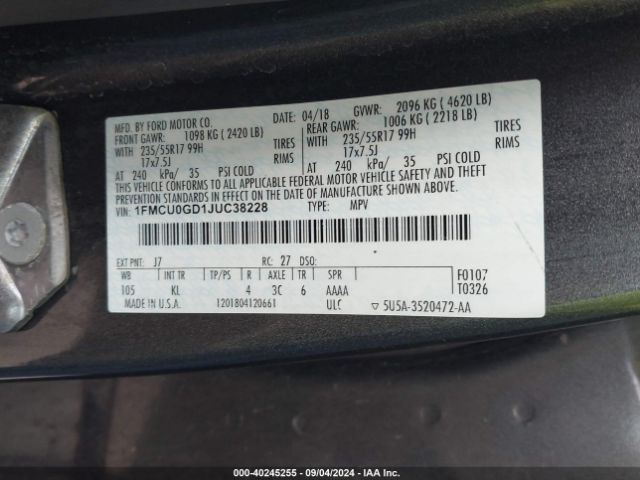 MFD. BY FORD MOTOR CO. DATE: 04/18 GVWR: 2096 KG ( 4620 LB)
FRONT GAWR: 1098 KG ( 2420 LB) REAR GAWR: 1006 KG ( 2218 LB)
WITH 235/55R17 99H TIRES WITH 235/55R17 99H TIRES
17x7.5J RIMS 17x7.5J RIMS
AT 240 kPa/ 35 PSI COLD AT 240 kPa/ 35 PSI COLD
THIS VEHICLE CONFORMS TO ALL APPLICABLE FEDERAL MOTOR VEHICLE SAFETY AND THEFT
PREVENTION STANDARDS IN EFFECT ON THE DATE OF MANUFACTURE SHOWN ABOVE.
VIN: 1FMCU0GD1JUC38228 TYPE: MPV
EXT PNT: J7 RC: 27 DSO:
WB INT TR TP/PS R AXLE TR SPR F0107
105 KL 4 3C 6 AAAA T0326
MADE IN U.S.A. 1201804120661 ULC ▽ 5U5A-3520472-AA
000-40245255 - 09/04/2024 - IAA Inc.